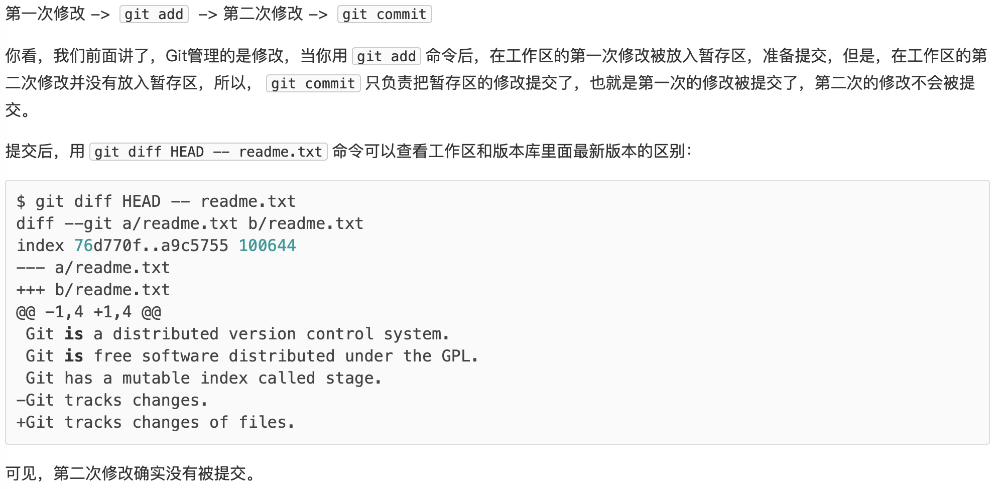 第一次修改 -> git add -> 第二次修改 -> git commit
你看，我们前面讲了，Git管理的是修改，当你用 git add 命令后，在工作区的第一次修改被放入暂存区，准备提交，但是，在工作区的第
二次修改并没有放入暂存区，所以， git commit 只负责把暂存区的修改提交了，也就是第一次的修改被提交了，第二次的修改不会被提
交。
提交后，用 git diff HEAD -- readme.txt 命令可以查看工作区和版本库里面最新版本的区别：
$ git diff HEAD -- readme.txt
diff --git a/readme.txt b/readme.txt
index 76d770f..a9c5755 100644
--- a/readme.txt
+++ b/readme.txt
@@ -1,4 +1,4 @@
 Git is a distributed version control system.
 Git is free software distributed under the GPL.
 Git has a mutable index called stage.
-Git tracks changes.
+Git tracks changes of files.
可见，第二次修改确实没有被提交。